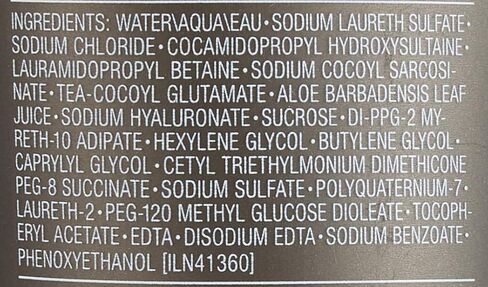 INGREDIENTS: WATER\AQUA\EAU•SODIUM LAURETH SULFATE•
SODIUM CHLORIDE•COCAMIDOPROPYL HYDROXYSULTAINE•
LAURAMIDOPROPYL BETAINE•SODIUM COCOYL SARCOSI-
NATE•TEA-COCOYL GLUTAMATE•ALOE BARBADENSIS LEAF
JUICE•SODIUM HYALURONATE•SUCROSE•DI-PPG-2 MY-
RETH-10 ADIPATE•HEXYLENE GLYCOL•BUTYLENE GLYCOL•
CAPRYLYL GLYCOL•CETYL TRIETHYLMONIUM DIMETHICONE
PEG-8 SUCCINATE•SODIUM SULFATE•POLYQUATERNIUM-7•
LAURETH-2•PEG-120 METHYL GLUCOSE DIOLEATE•TOCOPH-
ERYL ACETATE•EDTA•DISODIUM EDTA•SODIUM BENZOATE•
PHENOXYETHANOL [ILN41360]